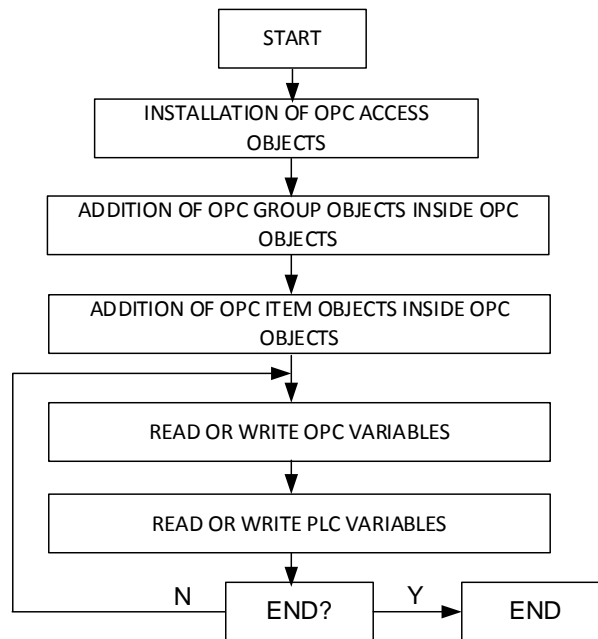 START
INSTALLATION OF OPC ACCESS
OBJECTS
ADDITION OF OPC GROUP OBJECTS INSIDE OPC
OBJECTS
ADDITION OF OPC ITEM OBJECTS INSIDE OPC
OBJECTS
READ OR WRITE OPC VARIABLES
READ OR WRITE PLC VARIABLES
N
END?
Y
END